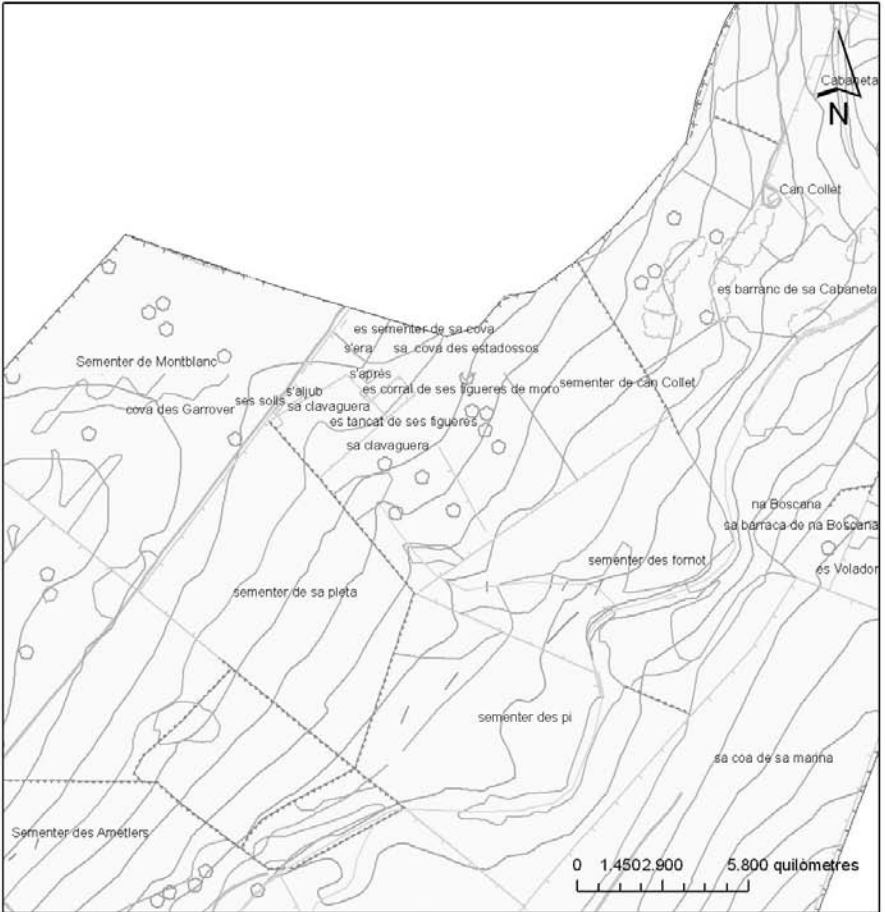 Cabaneta
N
Can Collet
es barranc de sa Cabaneta
es sementer de sa cova
s'era
sa cova des estadossos
Sementer de Montblanc
s'aprés
es corral de ses figueres de moro
sementer de can Collet
s'aljub
ses solls
sa clavaguera
cova des Garrover
es tancat de ses figueres
sa clavaguera
na Boscana
sa barraca de na Boscana
sementer des fornot
es Volador
sementer de sa pleta
sementer des pi
sa coa de sa marina
Sementer des Ametlers
0 1.450 2.900 5.800 quilòmetres